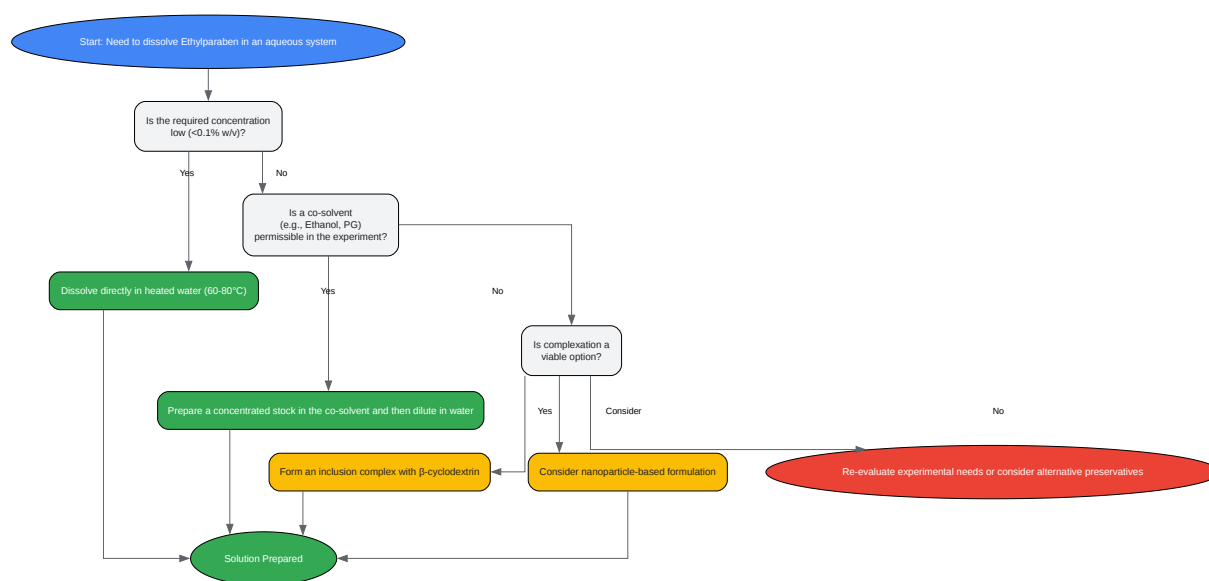 Start: Need to dissolve Ethylparaben in an aqueous system
Is the required concentration
low (<0.1% w/v)?
Yes
No
Is a co-solvent
(e.g., Ethanol, PG)
permissible in the experiment?
Dissolve directly in heated water (60-80°C)
Yes
No
Is complexation a
viable option?
Prepare a concentrated stock in the co-solvent and then dilute in water
Yes
Consider
No
Form an inclusion complex with β-cyclodextrin
Consider nanoparticle-based formulation
Re-evaluate experimental needs or consider alternative preservatives
Solution Prepared